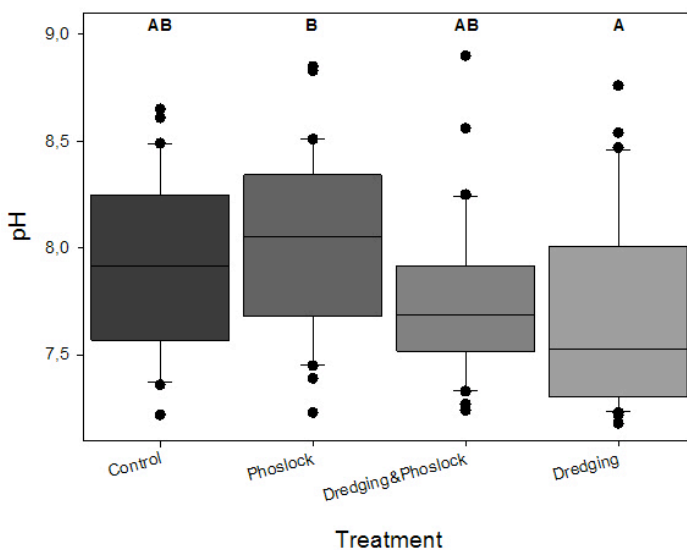 AB B AB A
9,0
8,5
8,0
7,5
pH
Control Phoslock Dredging&Phoslock Dredging
Treatment